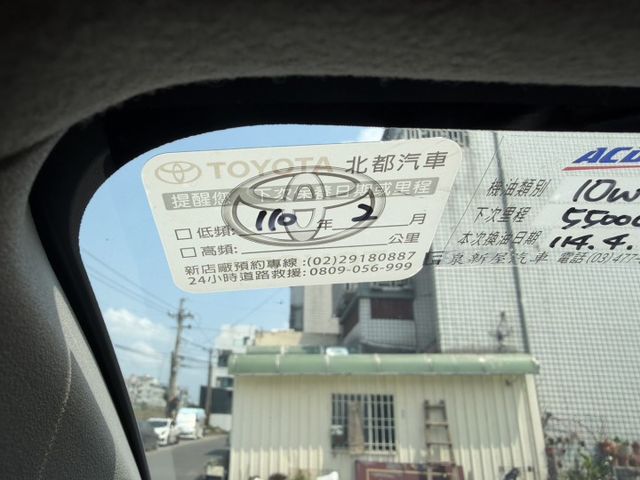 TOYOTA 北都汽車
提醒您 下次保養日期或里程
□ 低頻: 110 年 2 月
□ 高頻: 公里
新店廠預約專線:(02)29180887
24小時道路救援:0809-056-999
機油類別 10W
下次里程 5500
本次換油日期 114.4.
泉新屋汽車 電話(03)477-